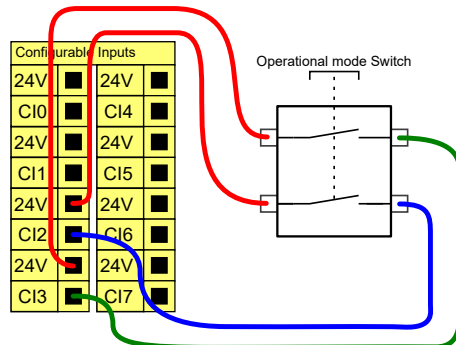 Configurable Inputs
Operational mode Switch
24V 24V
CI0 CI4
24V 24V
CI1 CI5
24V 24V
CI2 CI6
24V 24V
CI3 CI7